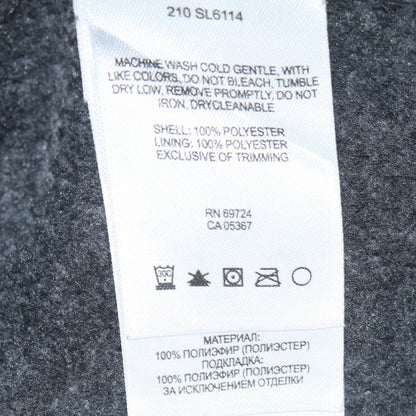 210 SL6114
MACHINE WASH COLD GENTLE, WITH
LIKE COLORS, DO NOT BLEACH, TUMBLE
DRY LOW, REMOVE PROMPTLY, DO NOT
IRON, DRYCLEANABLE
SHELL: 100% POLYESTER
LINING: 100% POLYESTER
EXCLUSIVE OF TRIMMING
RN 69724
CA 05367
30C
МАТЕРИАЛ:
100% ПОЛИЭФИР (ПОЛИЭСТЕР)
ПОДКЛАДКА:
100% ПОЛИЭФИР (ПОЛИЭСТЕР)
ЗА ИСКЛЮЧЕНИЕМ ОТДЕЛКИ